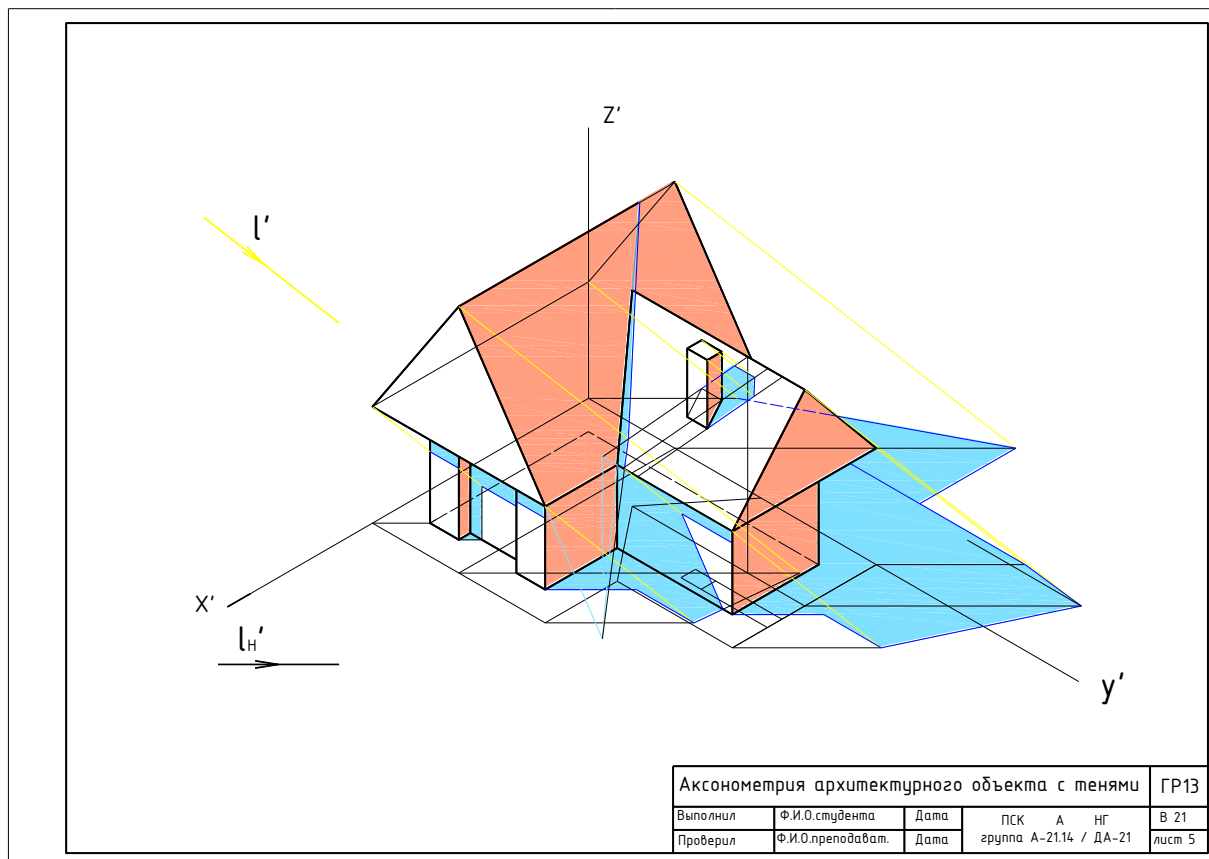 Z'
l'
X'
lн'
y'
Аксонометрия архитектурного объекта с тенями ГР13
Выполнил Ф.И.О.студента Дата ПСК А НГ В 21
Проверил Ф.И.О.преподават. Дата группа А-21.14 / ДА-21 лист 5